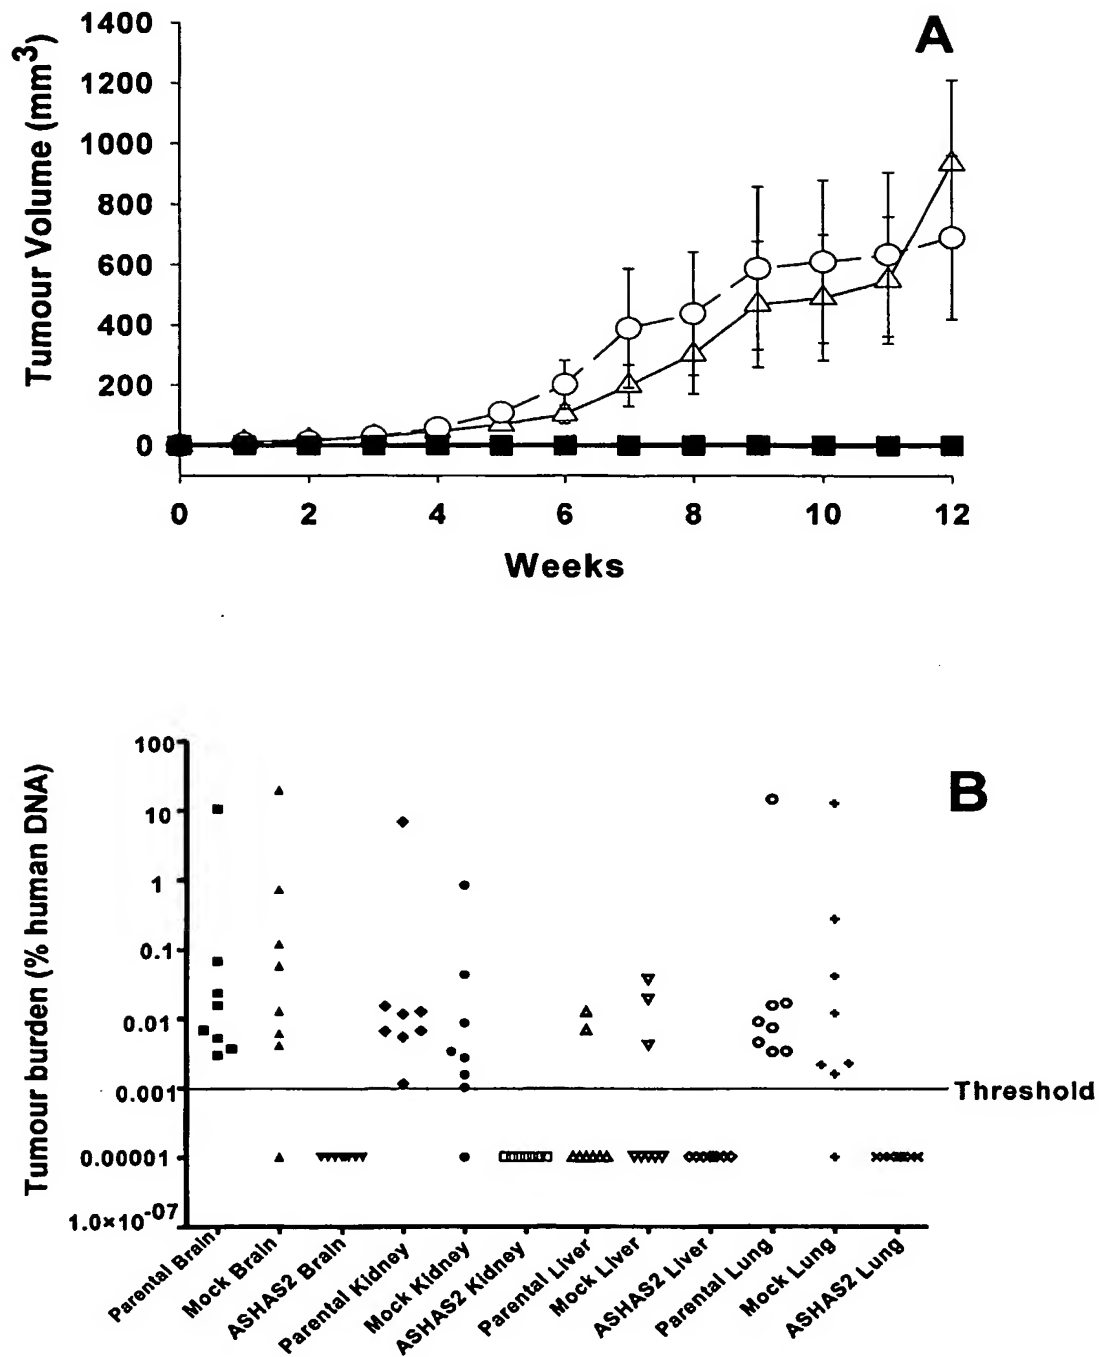 A
Tumour Volume (mm3)
1400
1200
1000
800
600
400
200
0
0 2 4 6 8 10 12
Weeks
B
Tumour burden (% human DNA)
100
10
1
0.1
0.01
0.001
0.00001
1.0×10-07
Threshold
Parental Brain
Mock Brain
ASHAS2 Brain
Parental Kidney
Mock Kidney
ASHAS2 Kidney
Parental Liver
Mock Liver
ASHAS2 Liver
Parental Lung
Mock Lung
ASHAS2 Lung